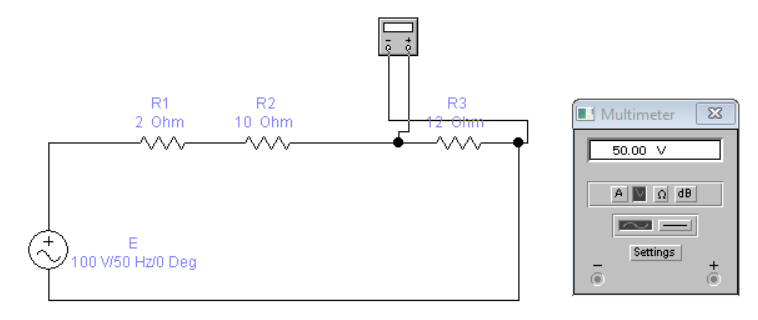 R1
2 Ohm
R2
10 Ohm
R3
12 Ohm
E
100 V/50 Hz/0 Deg
- +
Multimeter
50.00 V
A V Ω dB
Settings
- +